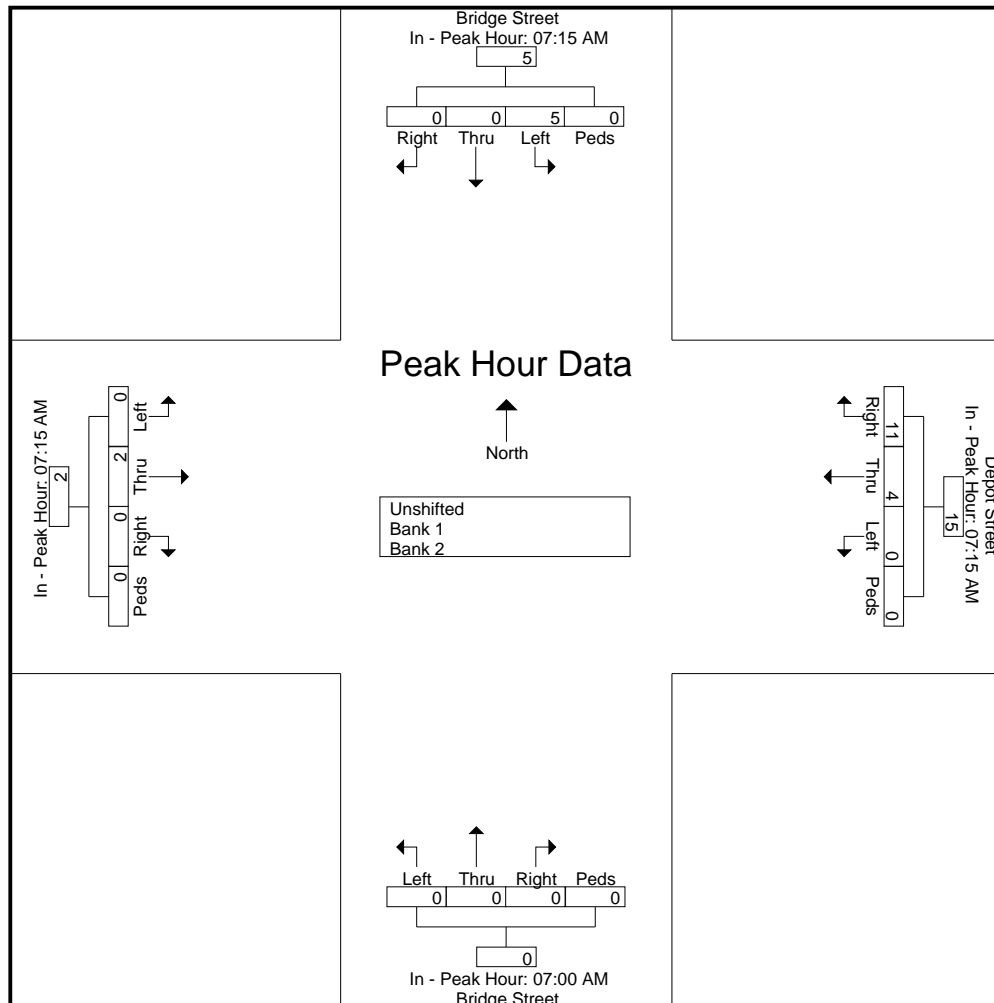 Bridge Street
In - Peak Hour: 07:15 AM
5
0 0 5 0
Right Thru Left Peds
Peak Hour Data
North
Unshifted
Bank 1
Bank 2
In - Peak Hour: 07:15 AM
2
0 2 0 0
Left Thru Right Peds
Depot Street
In - Peak Hour: 07:15 AM
15
11 4 0 0
Right Thru Left Peds
Left Thru Right Peds
0 0 0 0
0
In - Peak Hour: 07:00 AM
Bridge Street